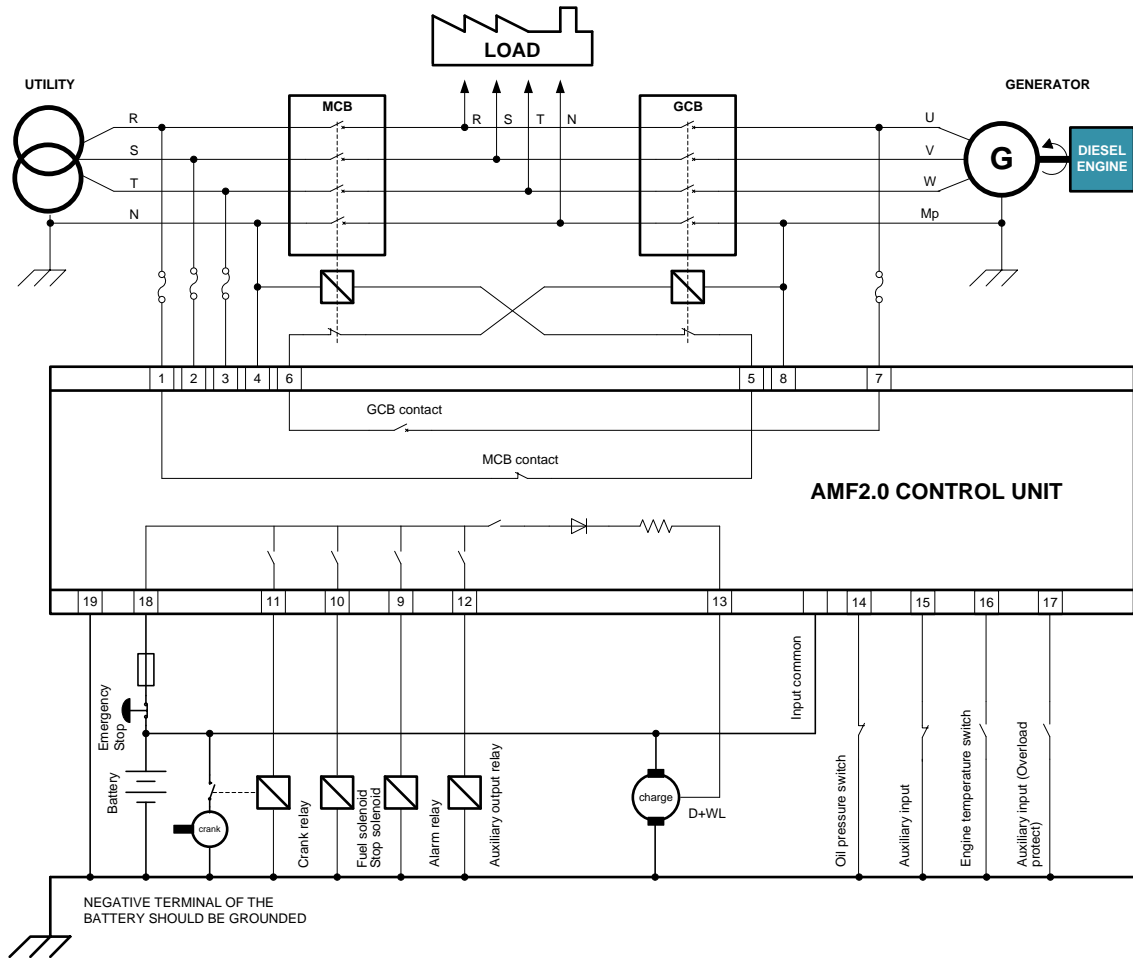 LOAD
UTILITY
MCB
GCB
GENERATOR
R
R
S
T
N
U
S
V
G
DIESEL
ENGINE
T
W
N
Mp
1
2
3
4
6
5
8
7
GCB contact
MCB contact
AMF2.0 CONTROL UNIT
19
18
11
10
9
12
13
14
15
16
17
Emergency
Stop
Battery
crank
Crank relay
Fuel solenoid
Stop solenoid
Alarm relay
Auxiliary output relay
charge
D+WL
Input common
Oil pressure switch
Auxiliary input
Engine temperature switch
Auxiliary input (Overload
protect)
NEGATIVE TERMINAL OF THE
BATTERY SHOULD BE GROUNDED